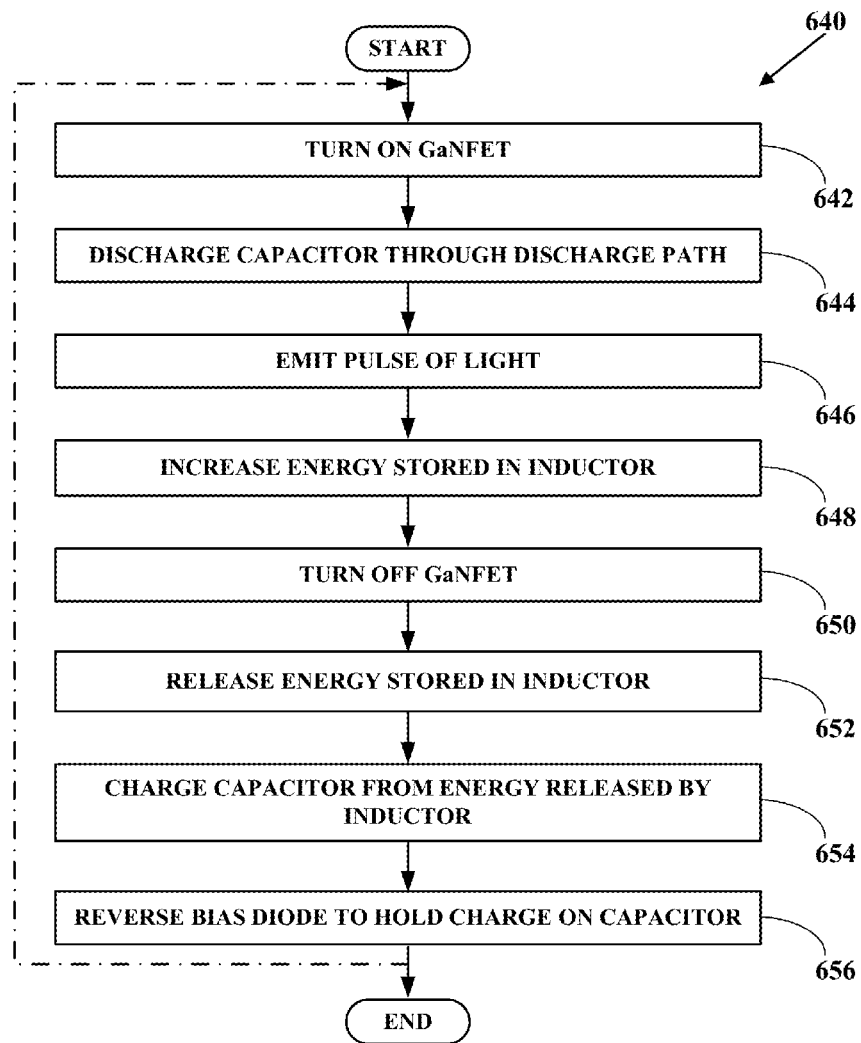 START
640
TURN ON GaNFET
642
DISCHARGE CAPACITOR THROUGH DISCHARGE PATH
644
EMIT PULSE OF LIGHT
646
INCREASE ENERGY STORED IN INDUCTOR
648
TURN OFF GaNFET
650
RELEASE ENERGY STORED IN INDUCTOR
652
CHARGE CAPACITOR FROM ENERGY RELEASED BY
INDUCTOR
654
REVERSE BIAS DIODE TO HOLD CHARGE ON CAPACITOR
656
END